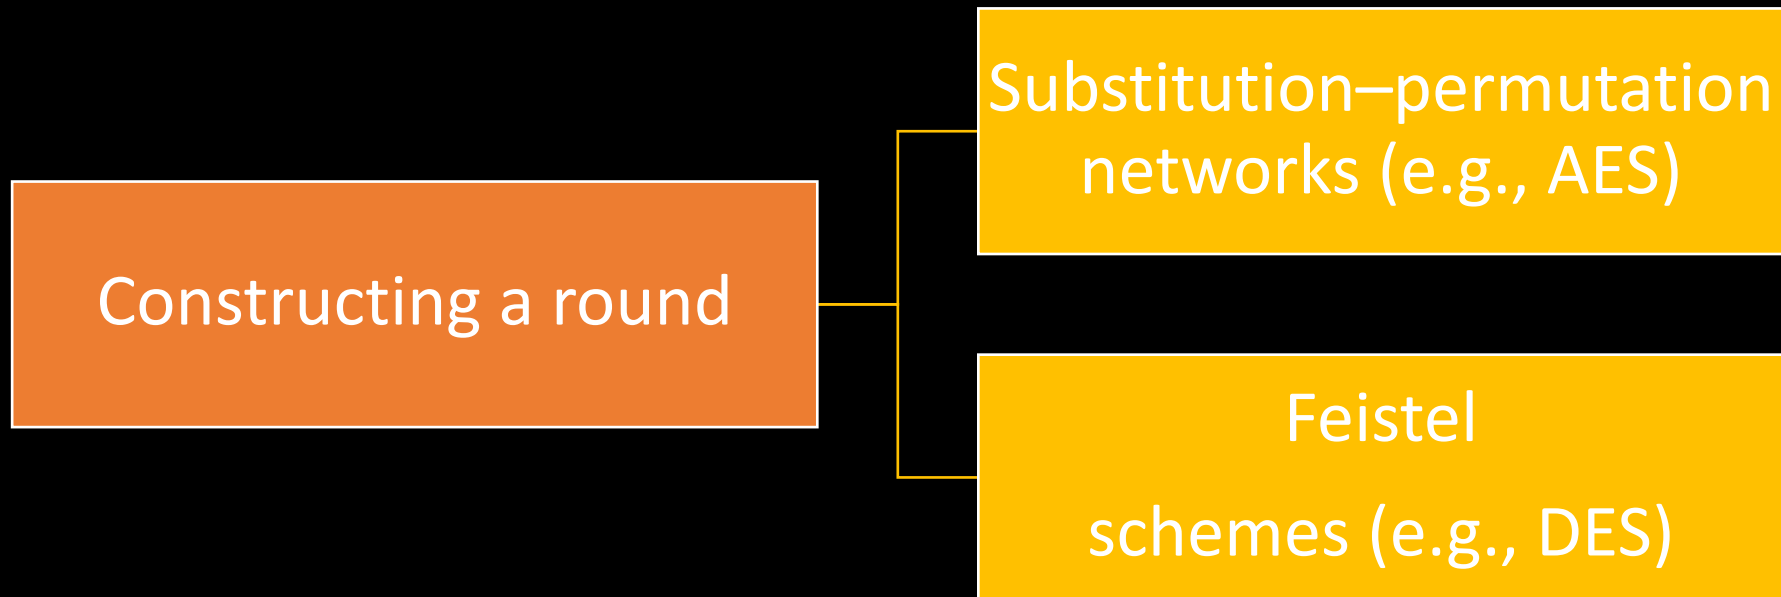 Constructing a round
Substitution–permutation
networks (e.g., AES)
Feistel
schemes (e.g., DES)